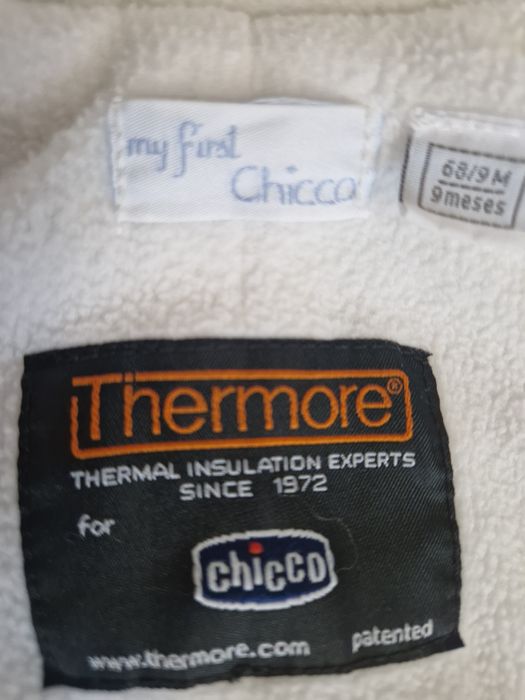 my first
Chicco
68/9M
9meses
Thermore®
THERMAL INSULATION EXPERTS
SINCE 1972
for
chicco
www.thermore.com
patented